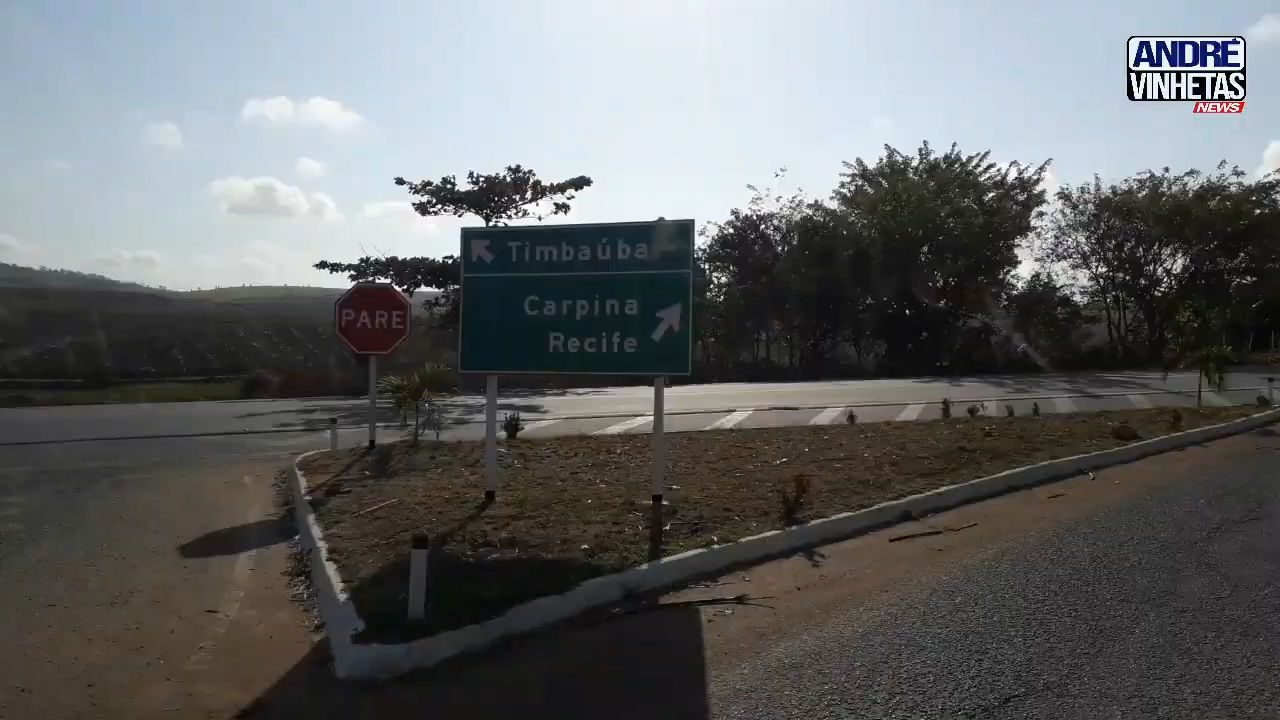 ANDRÉ
VINHETAS
NEWS
Timbaúba
PARE
Carpina
Recife